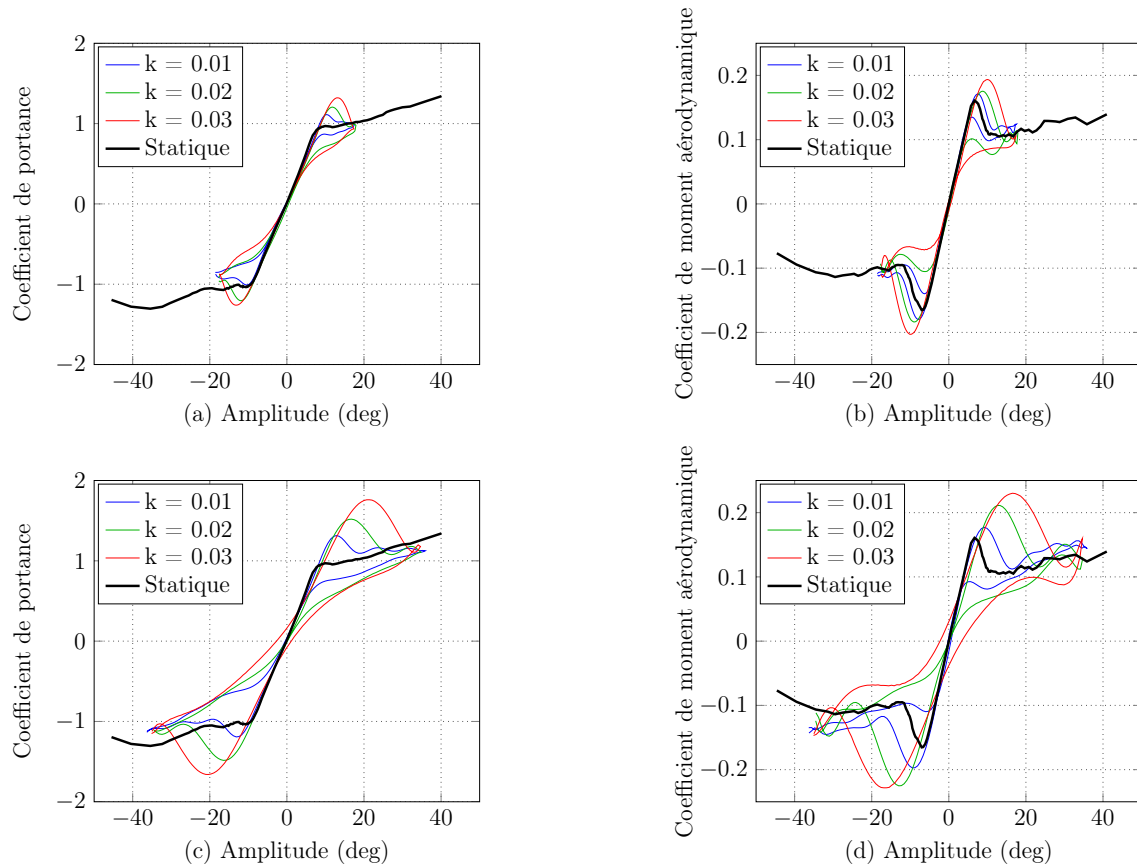 Coefficient de portance
2
1
0
−1
−2
k = 0.01
k = 0.02
k = 0.03
Statique
−40 −20 0 20 40
(a) Amplitude (deg)
Coefficient de moment aérodynamique
0.2
0.1
0
−0.1
−0.2
k = 0.01
k = 0.02
k = 0.03
Statique
−40 −20 0 20 40
(b) Amplitude (deg)
Coefficient de portance
2
1
0
−1
−2
k = 0.01
k = 0.02
k = 0.03
Statique
−40 −20 0 20 40
(c) Amplitude (deg)
Coefficient de moment aérodynamique
0.2
0.1
0
−0.1
−0.2
k = 0.01
k = 0.02
k = 0.03
Statique
−40 −20 0 20 40
(d) Amplitude (deg)